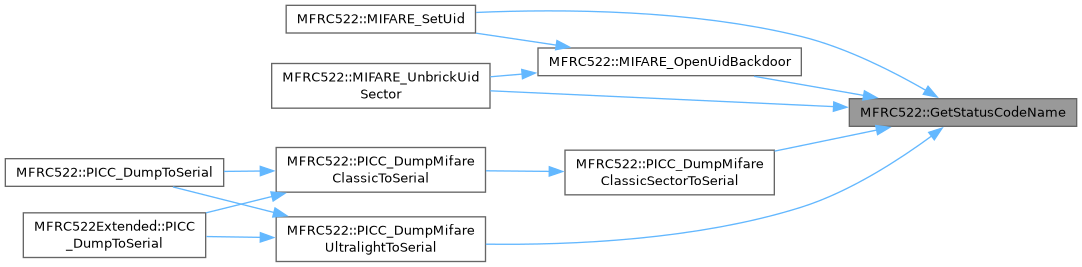 MFRC522::MIFARE_SetUid
MFRC522::MIFARE_OpenUidBackdoor
MFRC522::MIFARE_UnbrickUid
Sector
MFRC522::GetStatusCodeName
MFRC522::PICC_DumpMifare
ClassicToSerial
MFRC522::PICC_DumpMifare
ClassicSectorToSerial
MFRC522::PICC_DumpToSerial
MFRC522Extended::PICC
_DumpToSerial
MFRC522::PICC_DumpMifare
UltralightToSerial